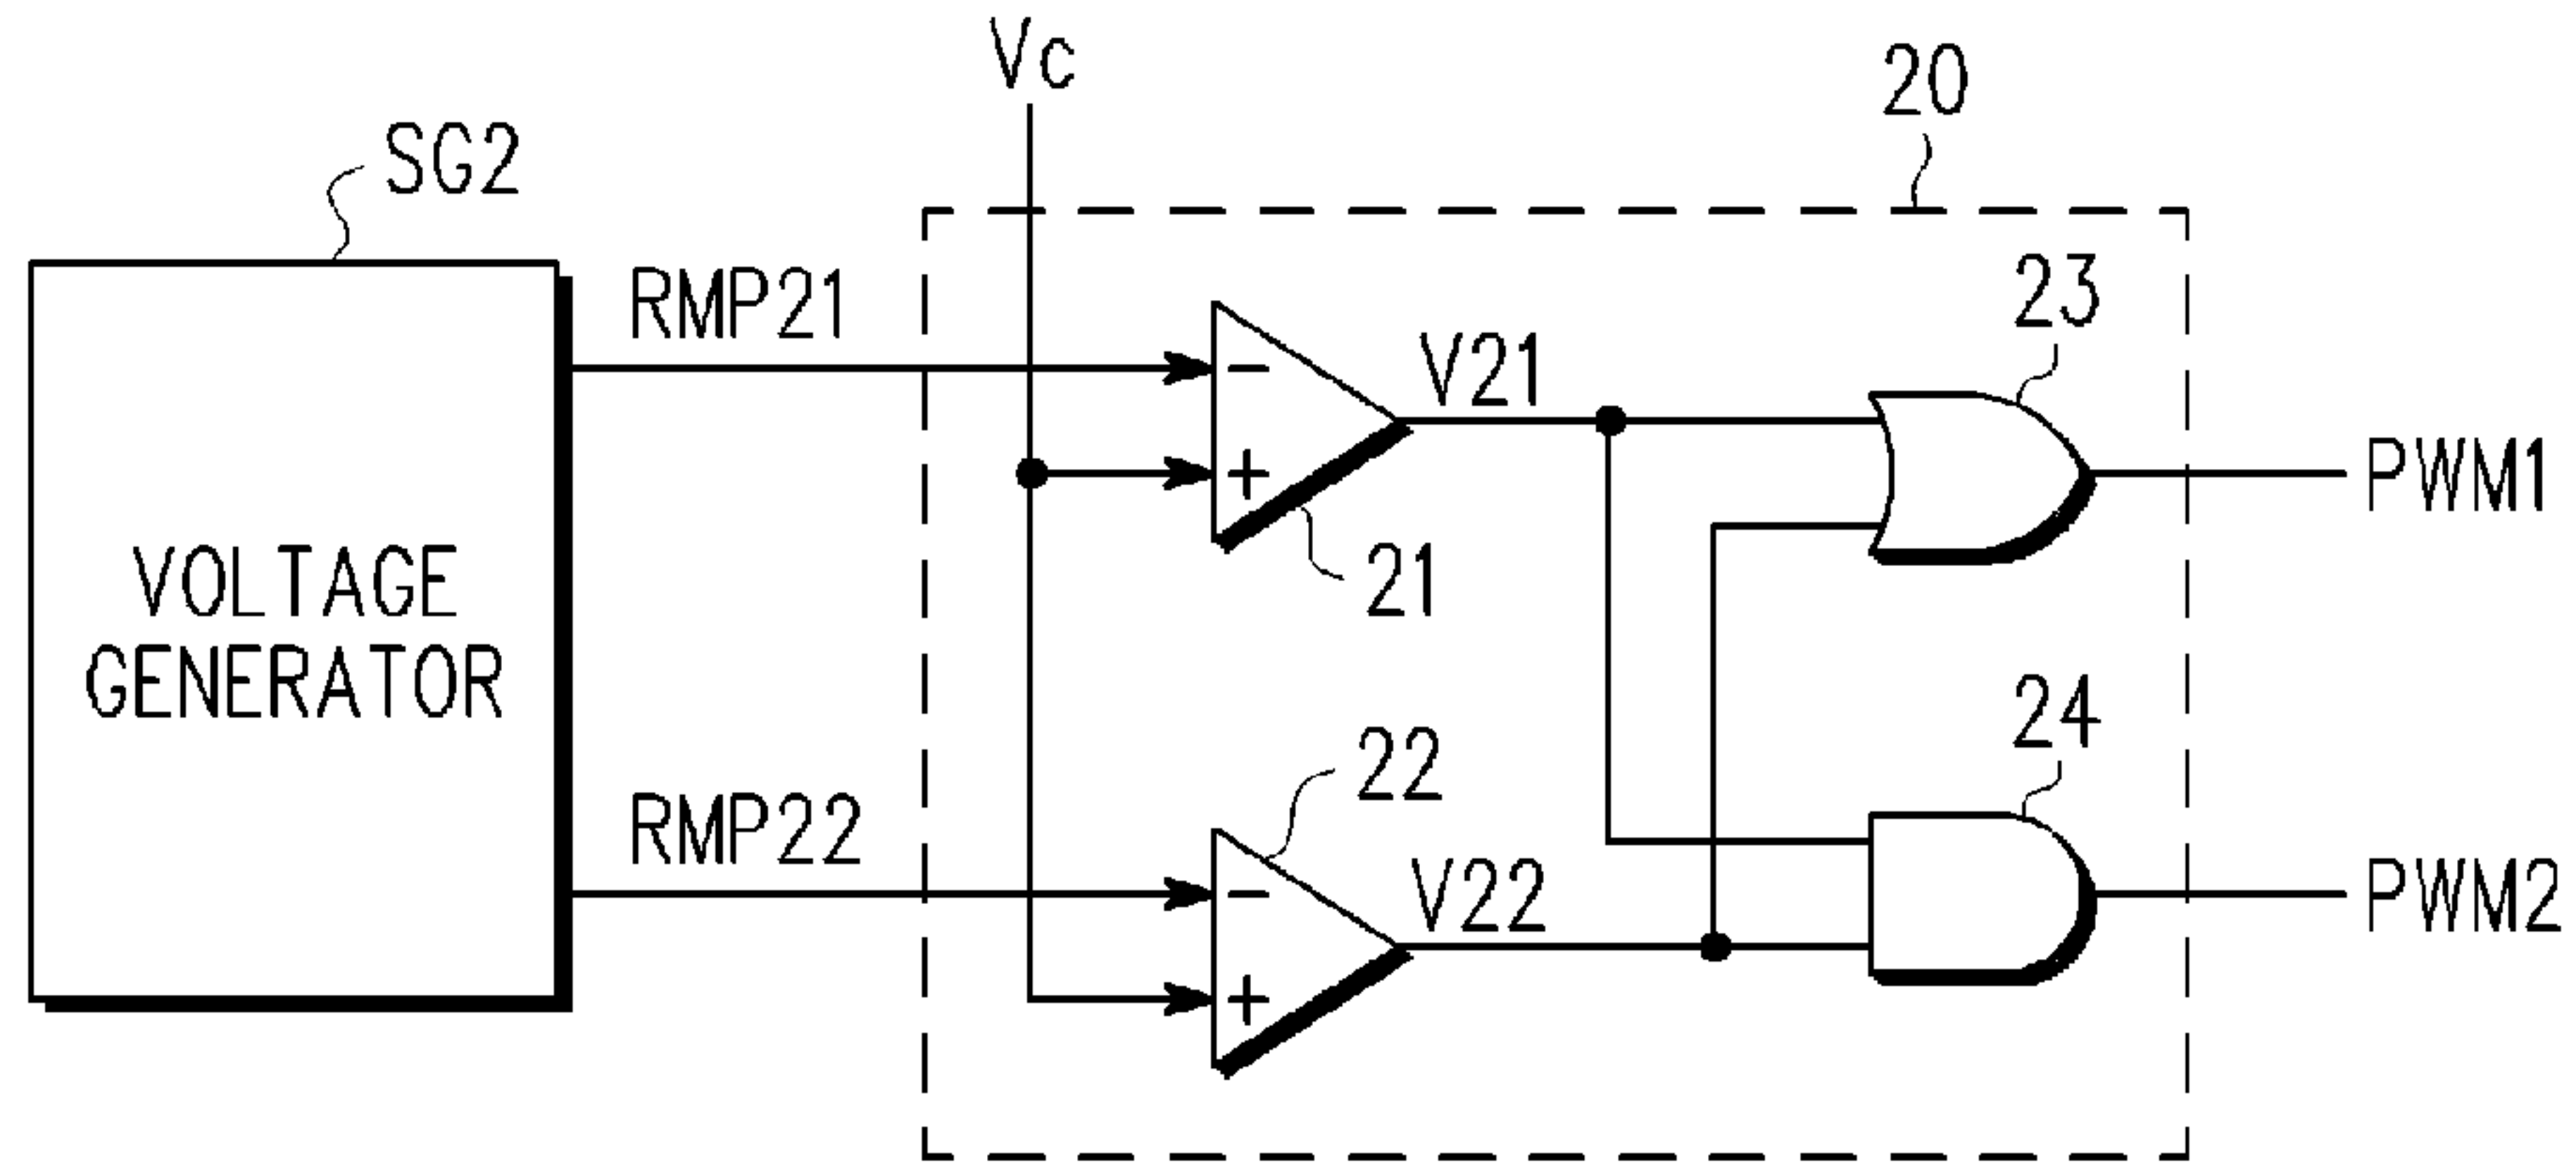 Vc
20
SG2
RMP21
23
V21
PWM1
21
VOLTAGE
GENERATOR
24
22
RMP22
V22
PWM2
-
+
-
+